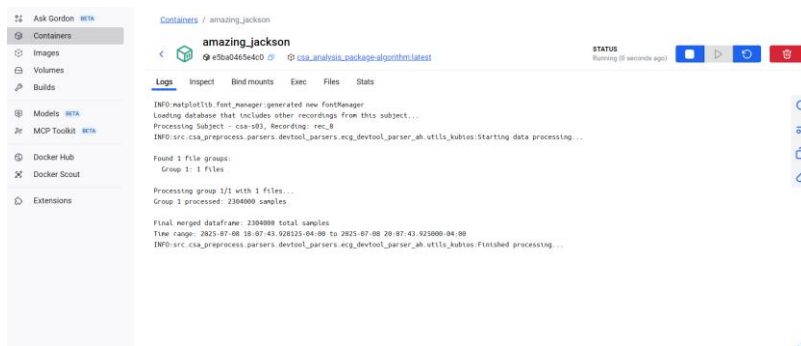 Ask Gordon BETA
Containers
Images
Volumes
Builds
Models BETA
MCP Toolkit BETA
Docker Hub
Docker Scout
Extensions
Containers / amazing_jackson
amazing_jackson
e5ba0465e4c0 csa_analysis_package-algorithm:latest
STATUS
Running (0 seconds ago)
Logs Inspect Bind mounts Exec Files Stats
INFO:matplotlib.font_manager:generated new fontManager
Loading database that includes other recordings from this subject...
Processing Subject - csa-s03, Recording: rec_0
INFO:src.csa_preprocess.parsers.devtool_parsers.ecg_devtool_parser_ah.utils_kubios:Starting data processing...
Found 1 file groups:
Group 1: 1 files
Processing group 1/1 with 1 files...
Group 1 processed: 2304000 samples
Final merged dataframe: 2304000 total samples
Time range: 2025-07-08 18:07:43.928125-04:00 to 2025-07-08 20:07:43.925000-04:00
INFO:src.csa_preprocess.parsers.devtool_parsers.ecg_devtool_parser_ah.utils_kubios:Finished processing...